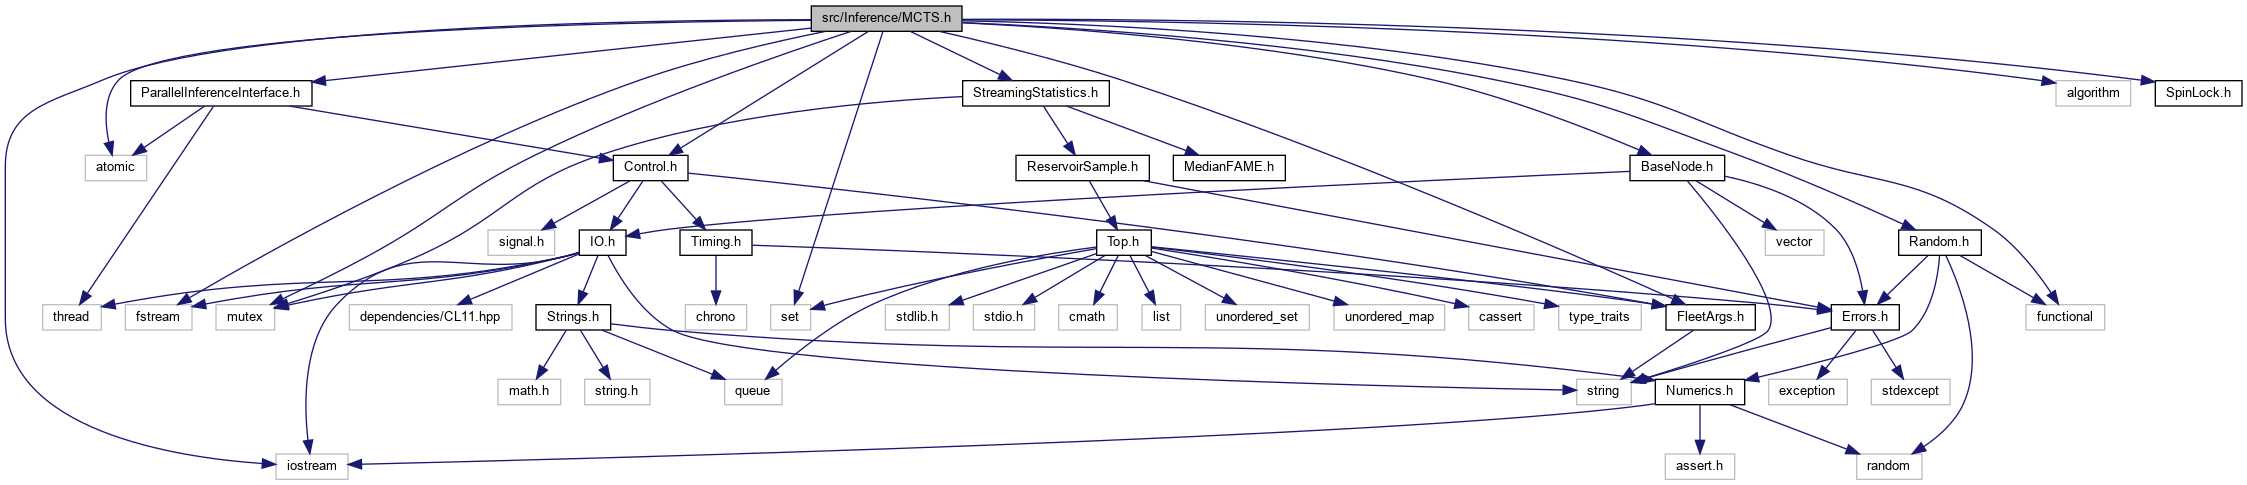 src/Inference/MCTS.h
ParallelInferenceInterface.h
StreamingStatistics.h
algorithm
SpinLock.h
atomic
Control.h
ReservoirSample.h
MedianFAME.h
BaseNode.h
signal.h
IO.h
Timing.h
Top.h
vector
Random.h
thread
fstream
mutex
dependencies/CL11.hpp
Strings.h
chrono
set
stdlib.h
stdio.h
cmath
list
unordered_set
unordered_map
cassert
type_traits
FleetArgs.h
Errors.h
functional
math.h
string.h
queue
string
Numerics.h
exception
stdexcept
iostream
assert.h
random